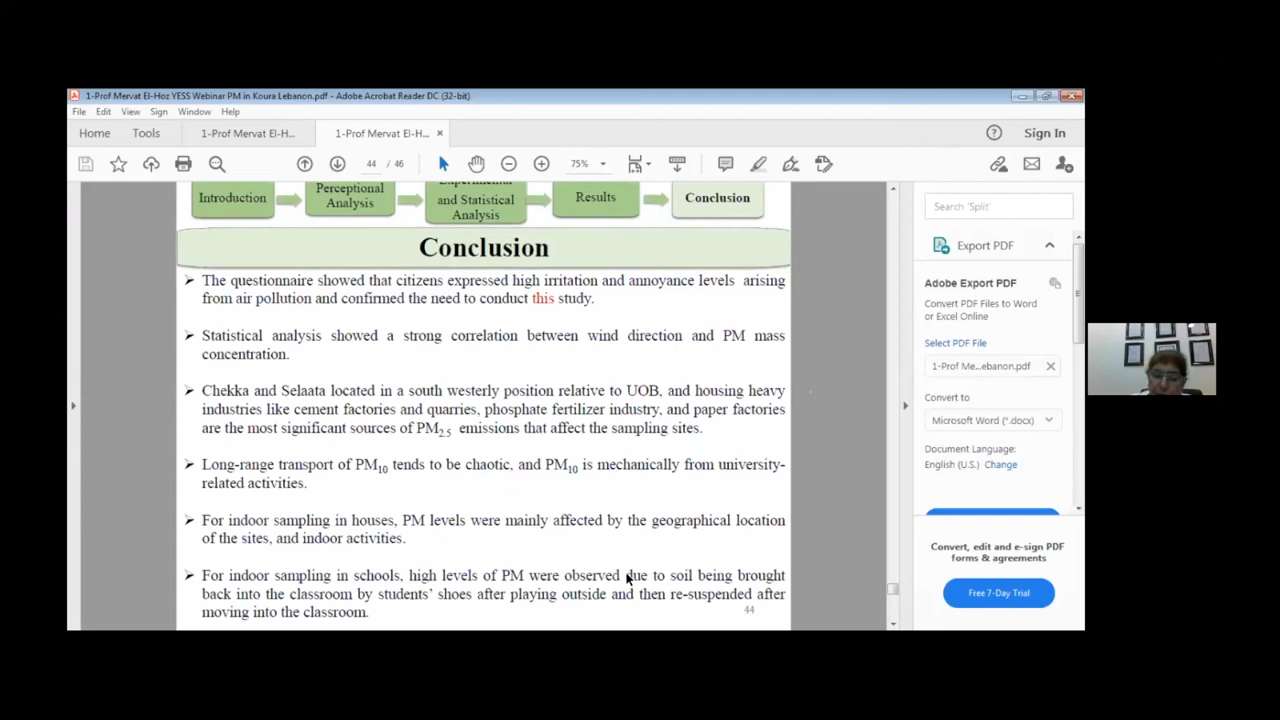 1-Prof Mervat El-Hoz YESS Webinar PM in Koura Lebanon.pdf - Adobe Acrobat Reader DC (32-bit)
File Edit View Sign Window Help
Home Tools 1-Prof Mervat El-H... 1-Prof Mervat El-H... × Sign In
44 / 46 75%
Introduction
Perceptional
Analysis
Experimental
and Statistical
Analysis
Results
Conclusion
Conclusion
➢ The questionnaire showed that citizens expressed high irritation and annoyance levels arising
from air pollution and confirmed the need to conduct this study.
➢ Statistical analysis showed a strong correlation between wind direction and PM mass
concentration.
➢ Chekka and Selaata located in a south westerly position relative to UOB, and housing heavy
industries like cement factories and quarries, phosphate fertilizer industry, and paper factories
are the most significant sources of PM2.5 emissions that affect the sampling sites.
➢ Long-range transport of PM10 tends to be chaotic, and PM10 is mechanically from university-
related activities.
➢ For indoor sampling in houses, PM levels were mainly affected by the geographical location
of the sites, and indoor activities.
➢ For indoor sampling in schools, high levels of PM were observed due to soil being brought
back into the classroom by students' shoes after playing outside and then re-suspended after
moving into the classroom.
44
Search 'Split'
Export PDF
Adobe Export PDF
Convert PDF Files to Word
or Excel Online
Select PDF File
1-Prof Me...ebanon.pdf
Convert to
Microsoft Word (*.docx)
Document Language:
English (U.S.) Change
Convert, edit and e-sign PDF
forms & agreements
Free 7-Day Trial